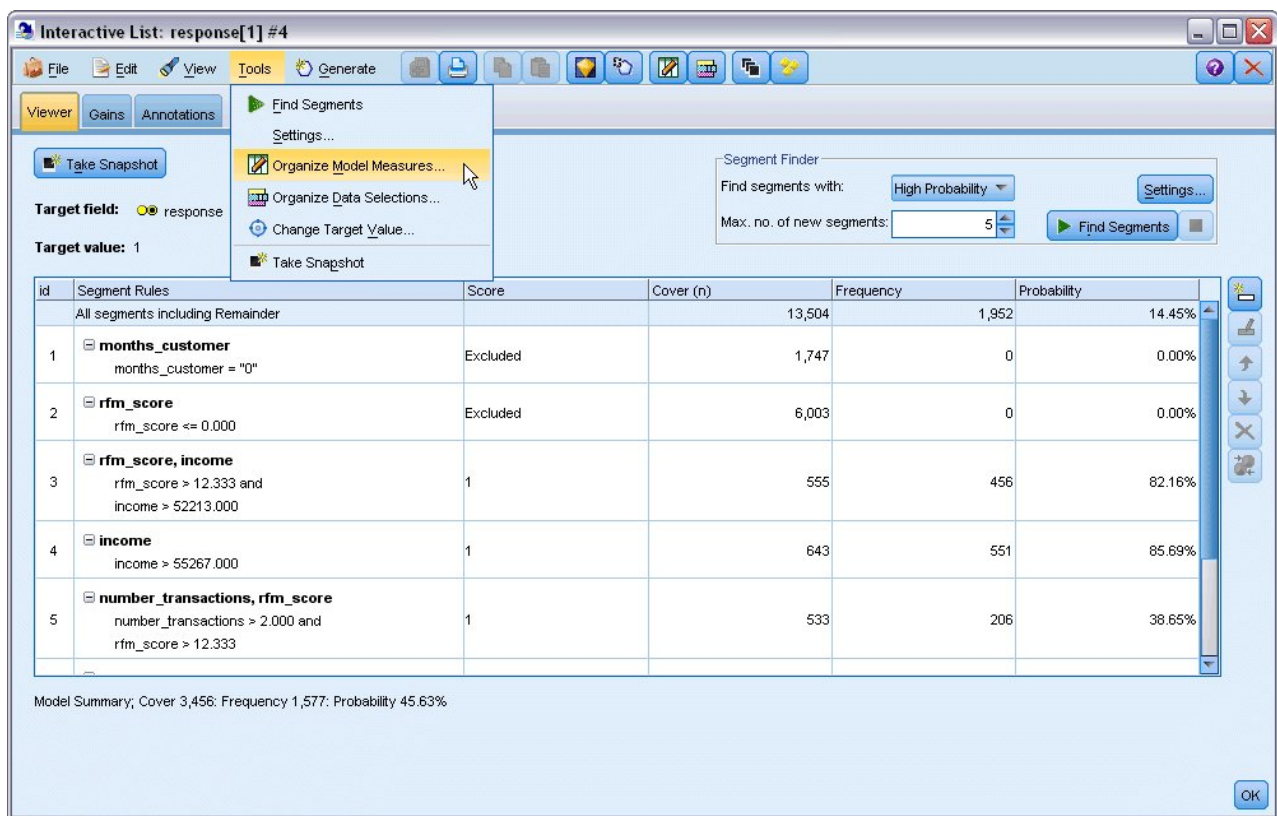 Interactive List: response[1] #4
File Edit View Tools Generate
Viewer Gains Annotations
Find Segments
Settings...
Organize Model Measures...
Organize Data Selections...
Change Target Value...
Take Snapshot
Take Snapshot
Target field: response
Target value: 1
Segment Finder
Find segments with: High Probability Settings...
Max. no. of new segments: 5 Find Segments
id Segment Rules Score Cover (n) Frequency Probability
All segments including Remainder 13,504 1,952 14.45%
1 months_customer Excluded 1,747 0 0.00%
months_customer = "0"
2 rfm_score Excluded 6,003 0 0.00%
rfm_score <= 0.000
rfm_score, income
3 rfm_score > 12.333 and 1 555 456 82.16%
income > 52213.000
4 income 1 643 551 85.69%
income > 55267.000
number_transactions, rfm_score
5 number_transactions > 2.000 and 1 533 206 38.65%
rfm_score > 12.333
Model Summary; Cover 3,456: Frequency 1,577: Probability 45.63%
OK